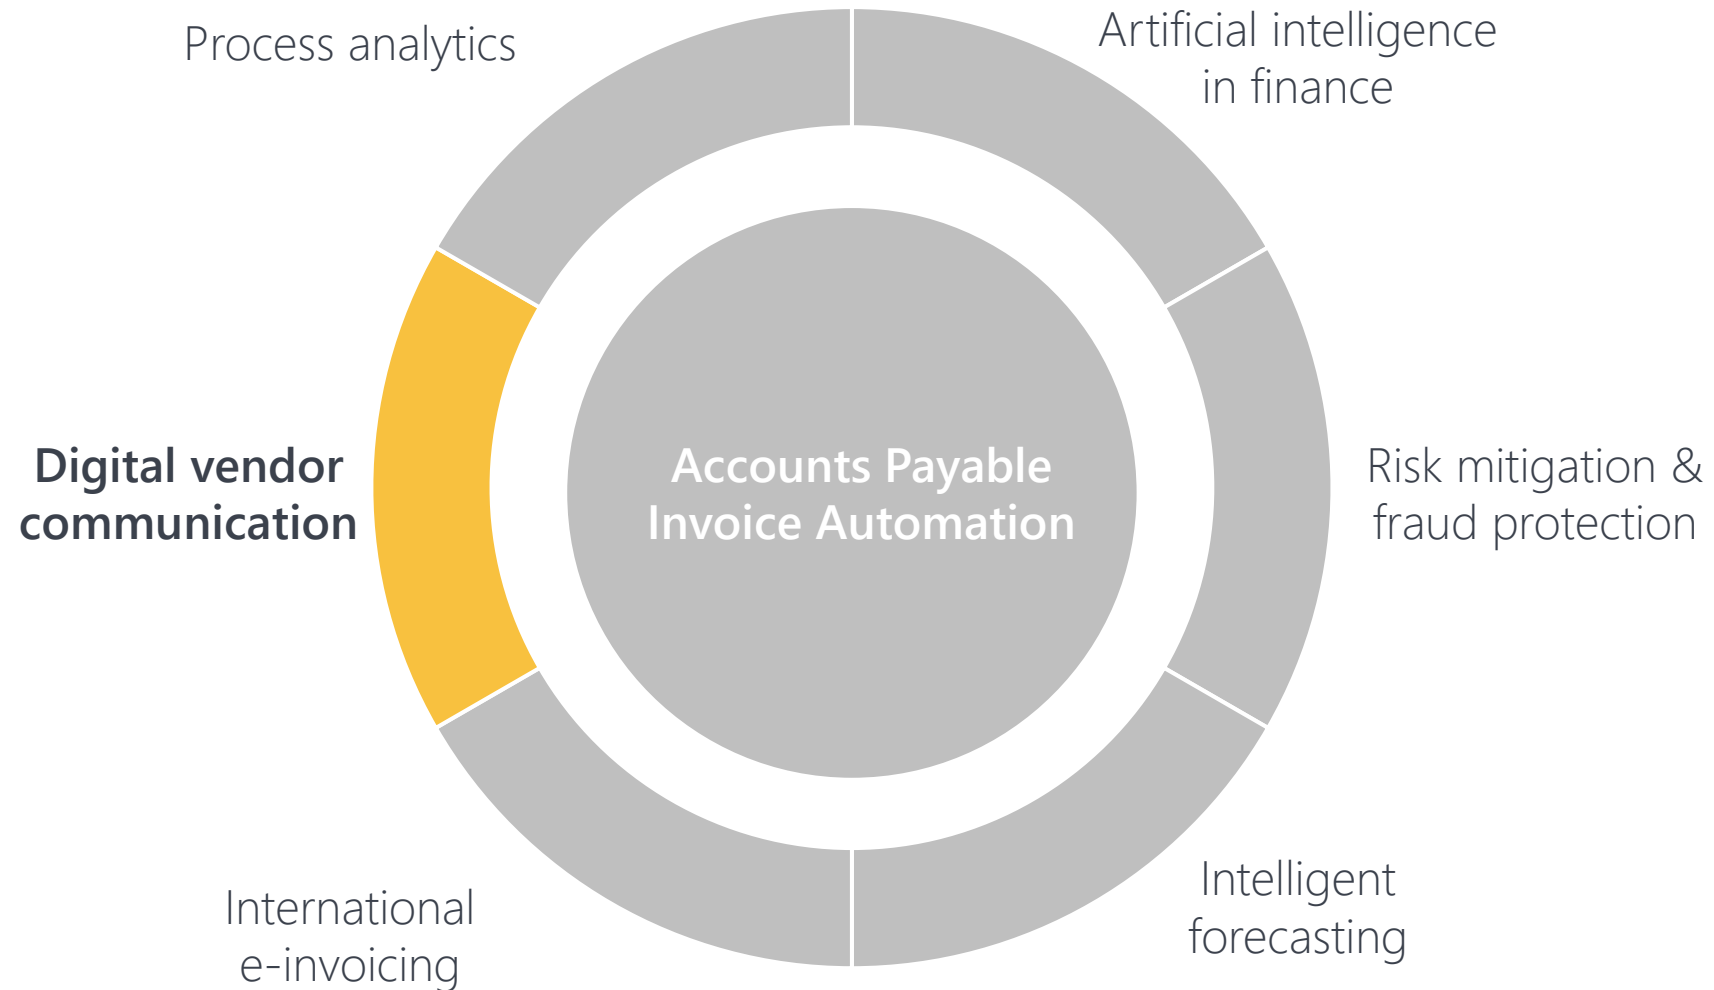 Process analytics
Artificial intelligence
in finance
Digital vendor
communication
Accounts Payable
Invoice Automation
Risk mitigation &
fraud protection
International
e-invoicing
Intelligent
forecasting